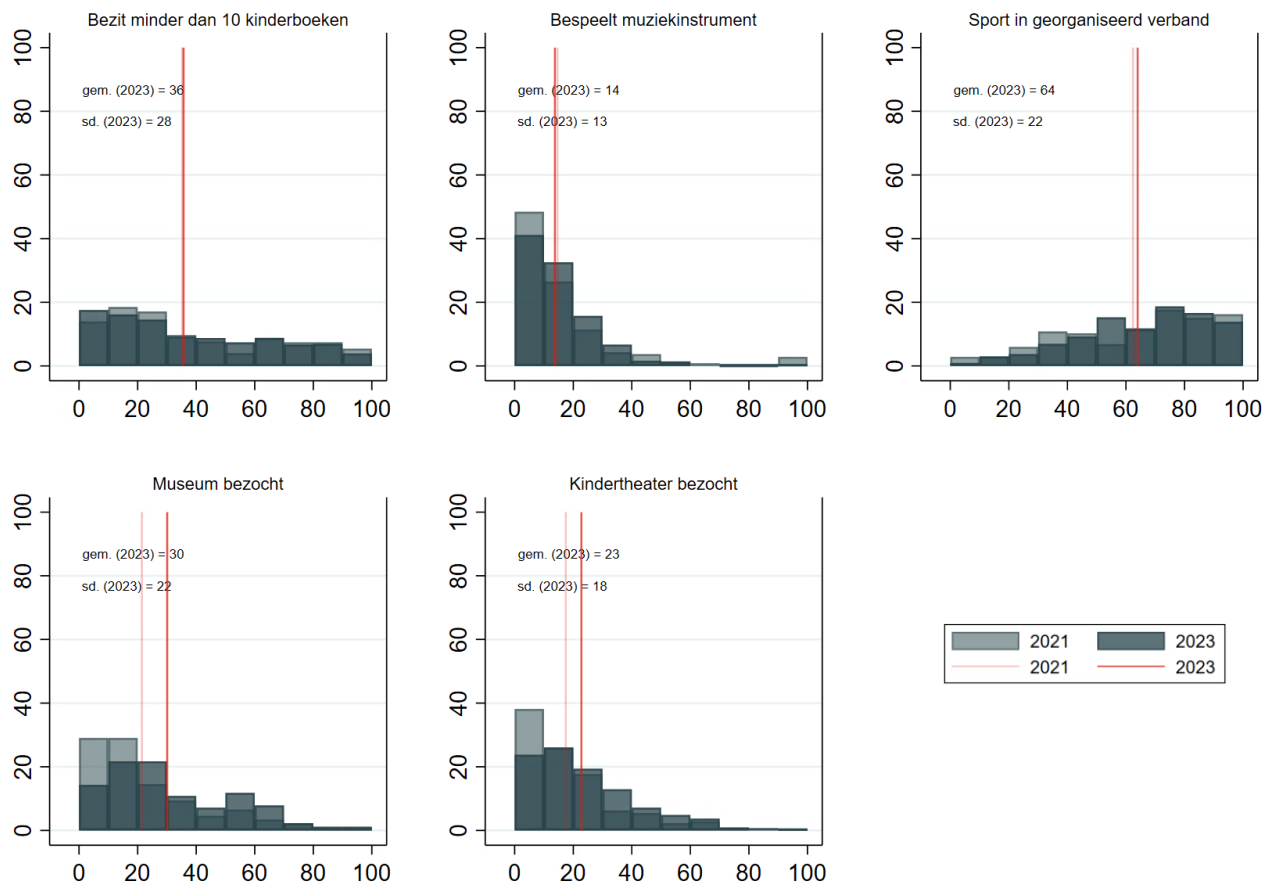 Bezit minder dan 10 kinderboeken
100
80
60
40
20
0
gem. (2023) = 36
sd. (2023) = 28
0 20 40 60 80 100
Bespeelt muziekinstrument
100
80
60
40
20
0
gem. (2023) = 14
sd. (2023) = 13
0 20 40 60 80 100
Sport in georganiseerd verband
100
80
60
40
20
0
gem. (2023) = 64
sd. (2023) = 22
0 20 40 60 80 100
Museum bezocht
100
80
60
40
20
0
gem. (2023) = 30
sd. (2023) = 22
0 20 40 60 80 100
Kindertheater bezocht
100
80
60
40
20
0
gem. (2023) = 23
sd. (2023) = 18
0 20 40 60 80 100
2021 2023
2021 2023